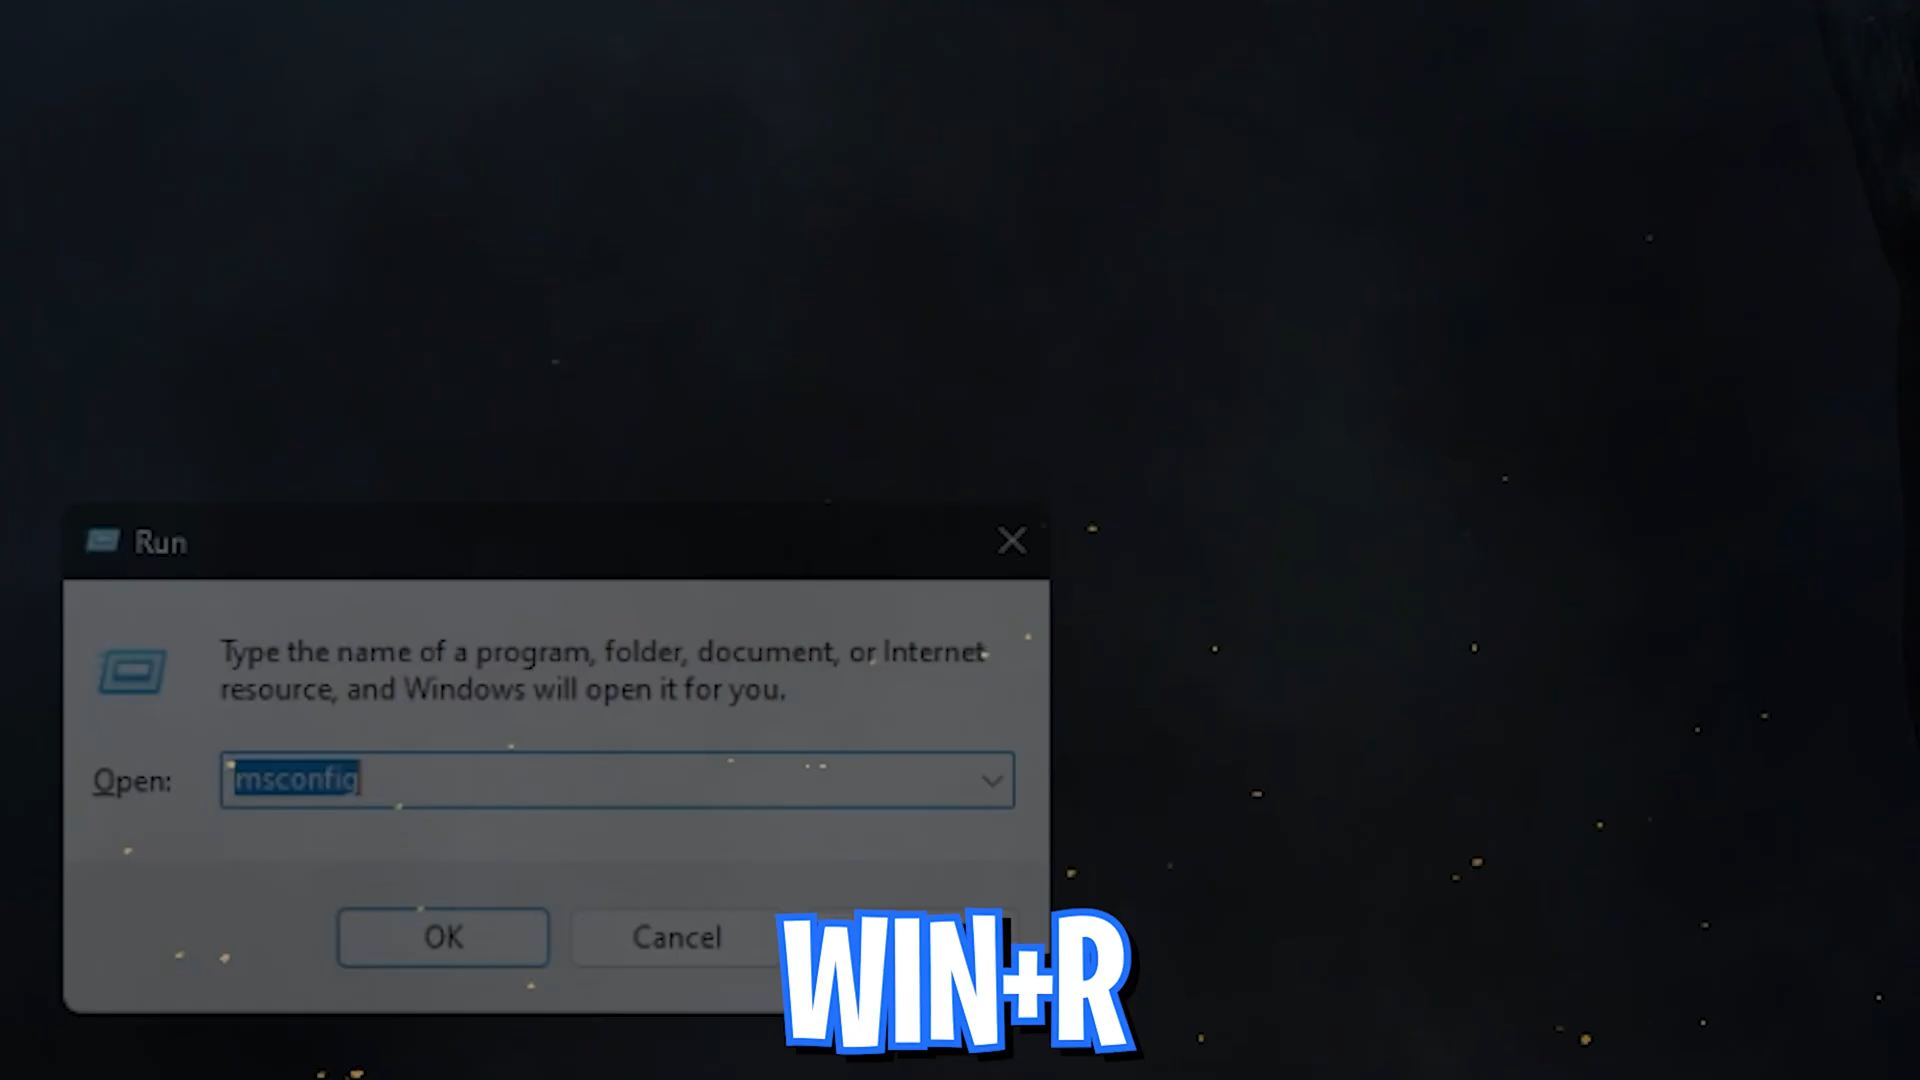 Run
Type the name of a program, folder, document, or Internet
resource, and Windows will open it for you.
Open: msconfig
OK Cancel
WIN+R